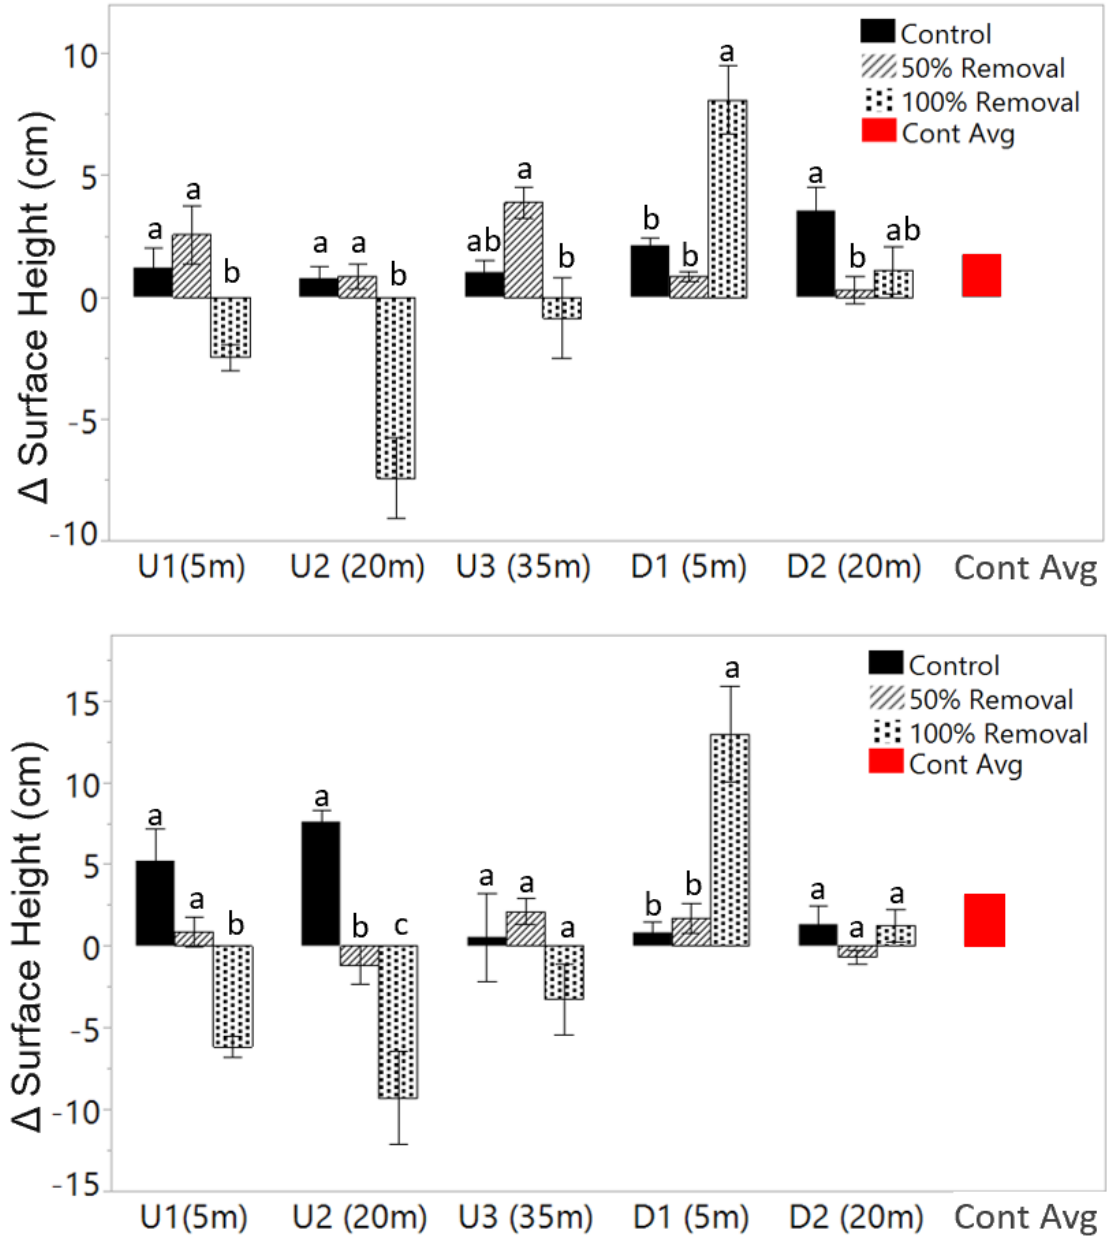 Δ Surface Height (cm)
10
5
0
-5
-10
Control
50% Removal
100% Removal
Cont Avg
a a b
a a b
ab a b
b b a
a b ab
U1(5m) U2 (20m) U3 (35m) D1 (5m) D2 (20m) Cont Avg
Δ Surface Height (cm)
15
10
5
0
-5
-10
-15
Control
50% Removal
100% Removal
Cont Avg
a a b
a b c
a a a
b b a
a a a
U1(5m) U2 (20m) U3 (35m) D1 (5m) D2 (20m) Cont Avg